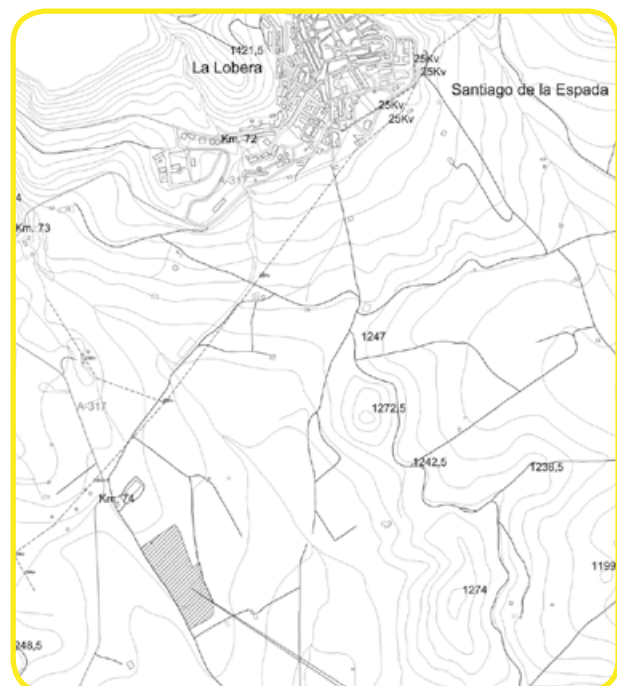 1421,5
La Lobera
25Kv
25Kv
Santiago de la Espada
25Kv
25Kv
Km. 72
A-317
4
Km. 73
1247
A-317
1272,5
1242,5
1238,5
Km. 74
1199
1274
248,5